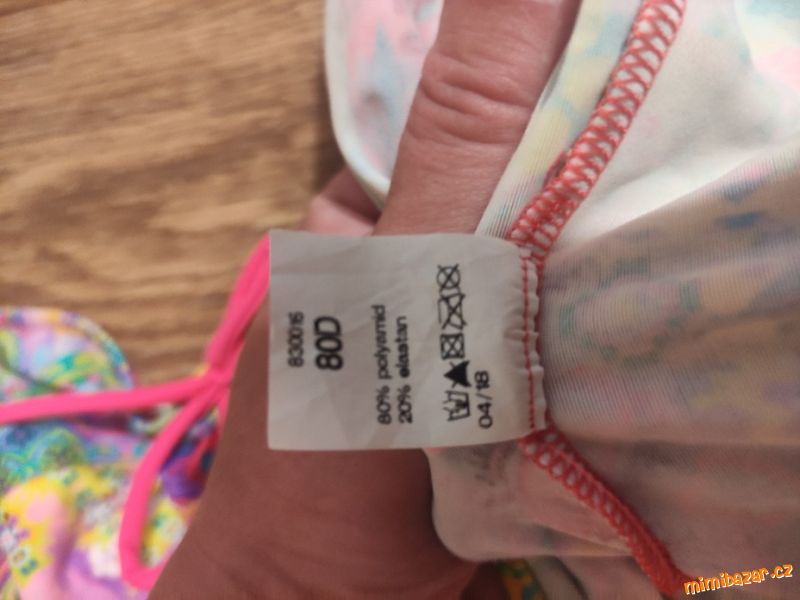 830016
80D
80% polyamid
20% elastan
04/18
mimibazar.cz